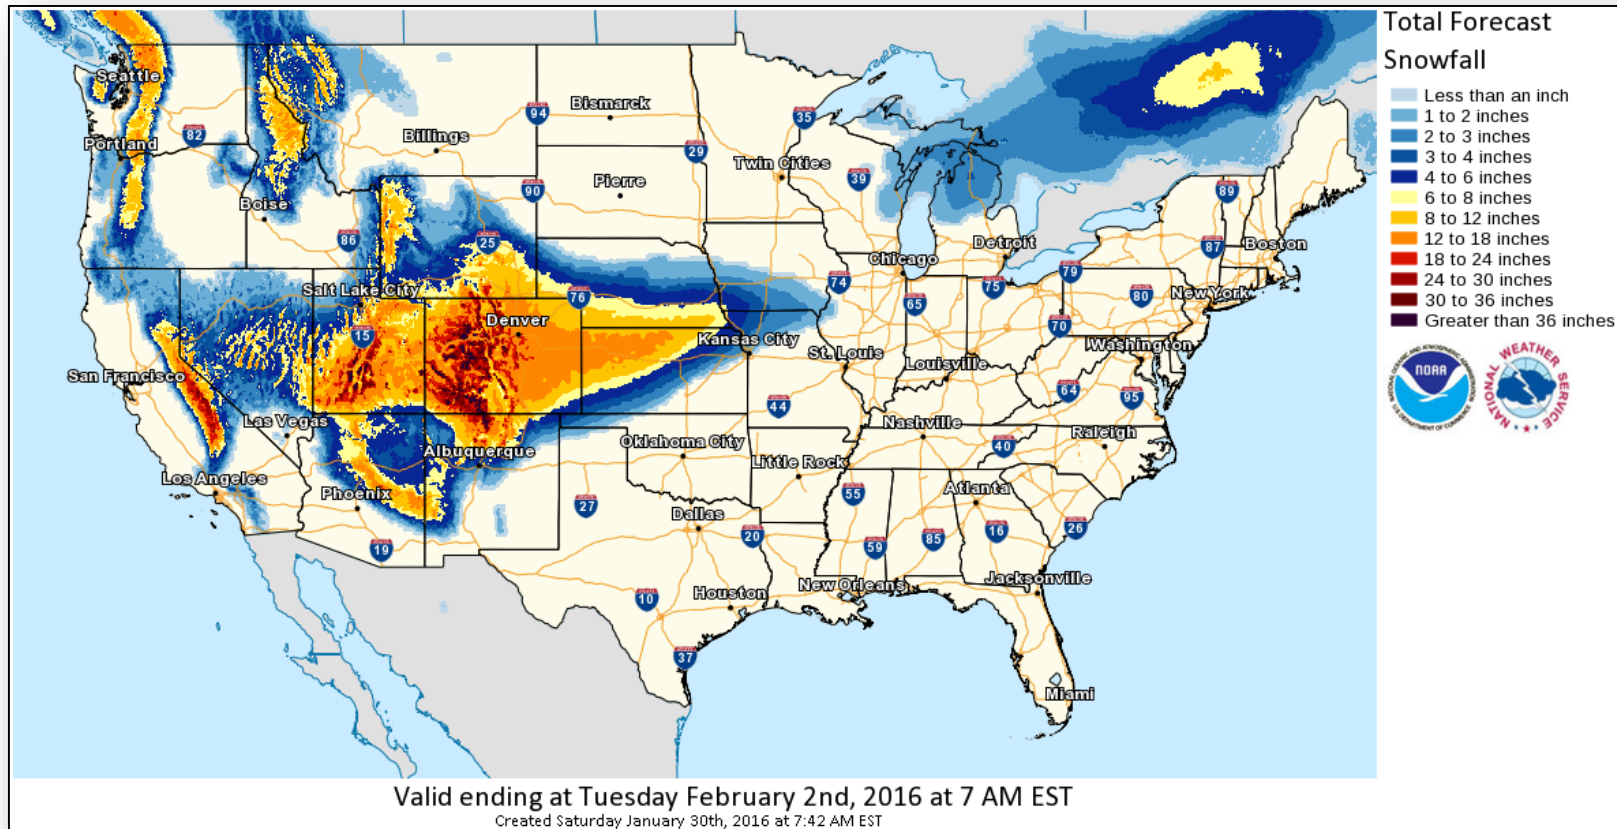 Total Forecast
Snowfall
Less than an inch
1 to 2 inches
2 to 3 inches
3 to 4 inches
4 to 6 inches
6 to 8 inches
8 to 12 inches
12 to 18 inches
18 to 24 inches
24 to 30 inches
30 to 36 inches
Greater than 36 inches
NOAA
NATIONAL WEATHER SERVICE
Seattle
Bismarck
94
35
82
Portland
Billings
29
Twin Cities
39
90
Pierre
89
Boise
86
25
Detroit
87
Boston
Chicago
79
Salt Lake City
76
74
65
75
80
New York
15
Denver
70
Kansas City
Washington
St. Louis
Louisville
San Francisco
64
95
44
Las Vegas
Nashville
Raleigh
Oklahoma City
40
Albuquerque
Little Rock
Los Angeles
Phoenix
55
Atlanta
27
Dallas
20
16
26
19
59
85
Jacksonville
New Orleans
10
Houston
37
Miami
Valid ending at Tuesday February 2nd, 2016 at 7 AM EST
Created Saturday January 30th, 2016 at 7:42 AM EST